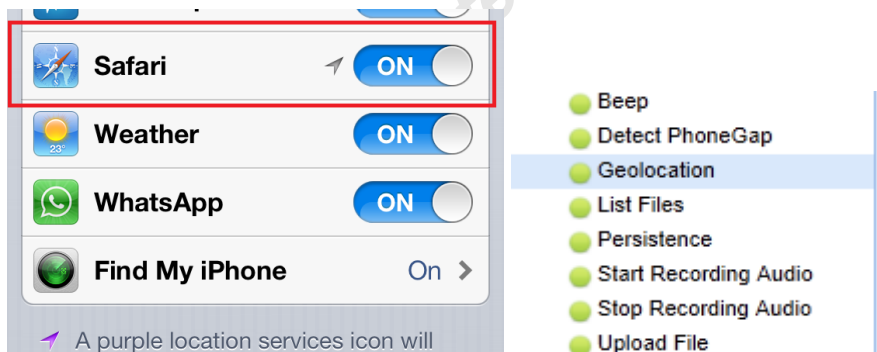 Safari
ON
Weather
ON
23°
WhatsApp
ON
Find My iPhone
On
A purple location services icon will
Beep
Detect PhoneGap
Geolocation
List Files
Persistence
Start Recording Audio
Stop Recording Audio
Upload File